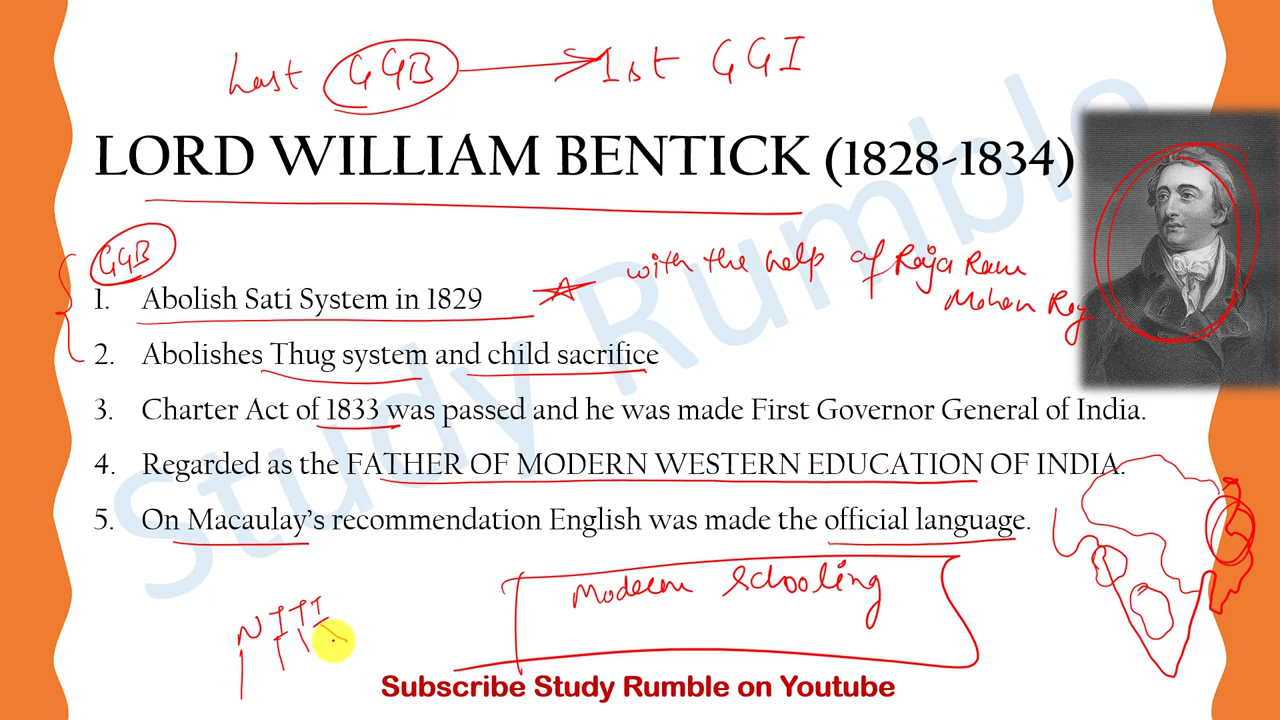 Last GGB 1st GGI
LORD WILLIAM BENTICK (1828-1834)
GGB
with the help of Raja Ram
Mohan Roy
1. Abolish Sati System in 1829
2. Abolishes Thug system and child sacrifice
3. Charter Act of 1833 was passed and he was made First Governor General of India.
4. Regarded as the FATHER OF MODERN WESTERN EDUCATION OF INDIA.
5. On Macaulay's recommendation English was made the official language.
Modern Schooling
NITI
Subscribe Study Rumble on Youtube
Study Rumble